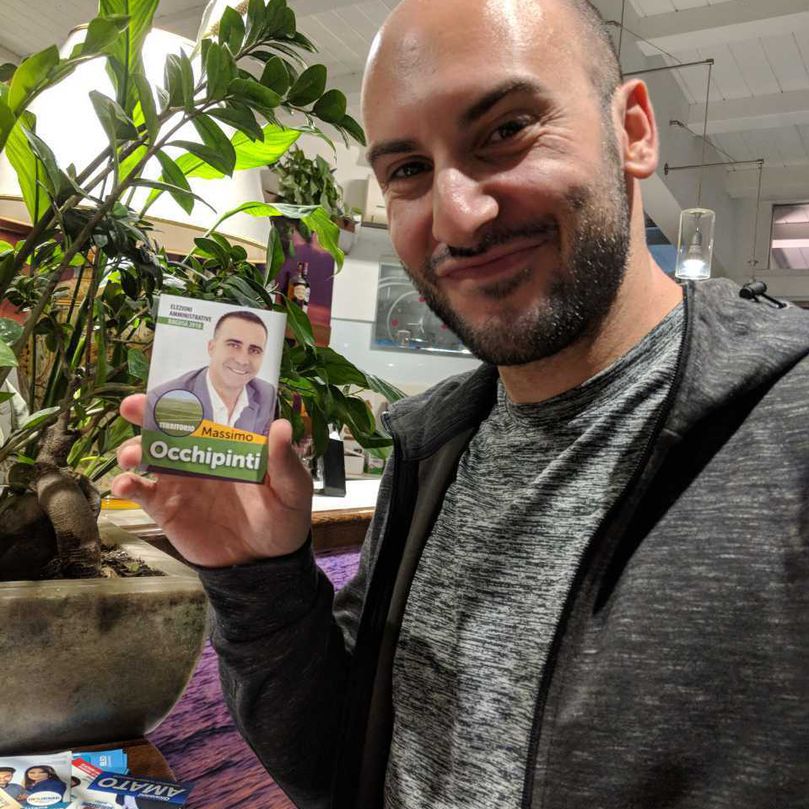 ELEZIONI
AMMINISTRATIVE
RAGUSA 2018
TERRITORIO
Massimo
Occhipinti
AMATO